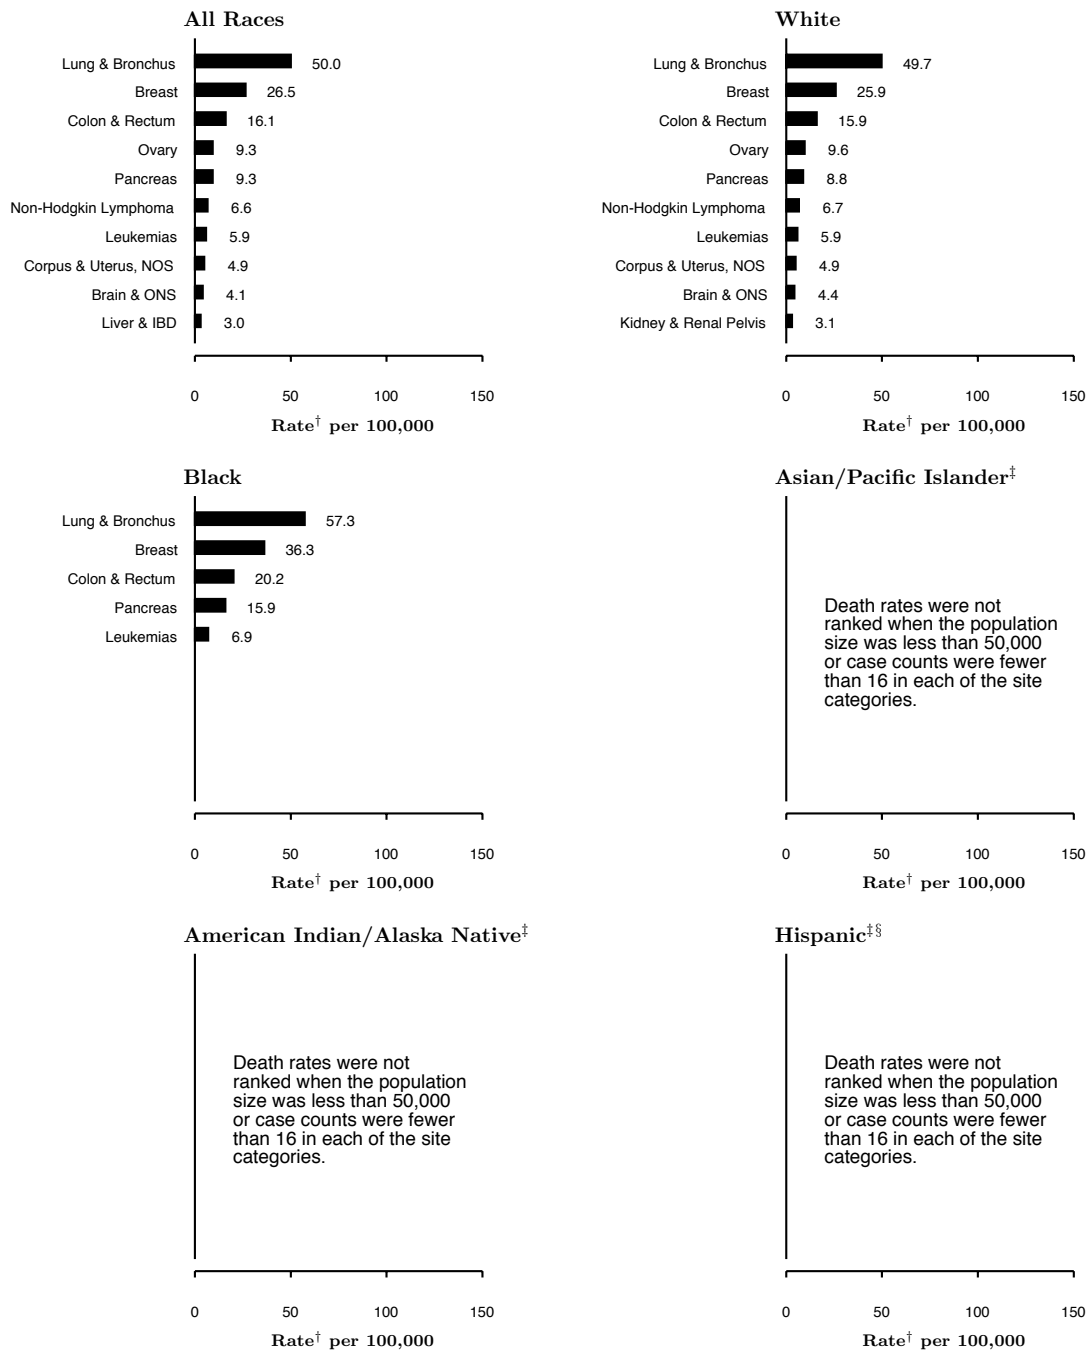 All Races
Lung & Bronchus 50.0
Breast 26.5
Colon & Rectum 16.1
Ovary 9.3
Pancreas 9.3
Non-Hodgkin Lymphoma 6.6
Leukemias 5.9
Corpus & Uterus, NOS 4.9
Brain & ONS 4.1
Liver & IBD 3.0
0 50 100 150
Rate† per 100,000
White
Lung & Bronchus 49.7
Breast 25.9
Colon & Rectum 15.9
Ovary 9.6
Pancreas 8.8
Non-Hodgkin Lymphoma 6.7
Leukemias 5.9
Corpus & Uterus, NOS 4.9
Brain & ONS 4.4
Kidney & Renal Pelvis 3.1
0 50 100 150
Rate† per 100,000
Black
Lung & Bronchus 57.3
Breast 36.3
Colon & Rectum 20.2
Pancreas 15.9
Leukemias 6.9
0 50 100 150
Rate† per 100,000
Asian/Pacific Islander‡
Death rates were not
ranked when the population
size was less than 50,000
or case counts were fewer
than 16 in each of the site
categories.
0 50 100 150
Rate† per 100,000
American Indian/Alaska Native‡
Death rates were not
ranked when the population
size was less than 50,000
or case counts were fewer
than 16 in each of the site
categories.
0 50 100 150
Rate† per 100,000
Hispanic‡§
Death rates were not
ranked when the population
size was less than 50,000
or case counts were fewer
than 16 in each of the site
categories.
0 50 100 150
Rate† per 100,000